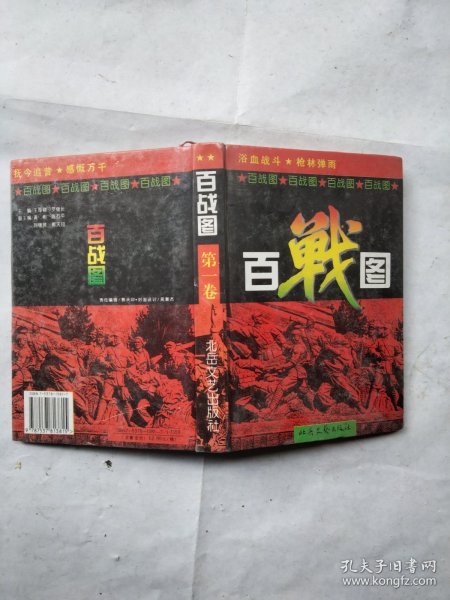 浴血战斗★枪林弹雨
百战图★百战图★百战图★百战图★
百戰图
北岳文艺出版社
★★
百战图
第一卷
北岳文艺出版社
抚今追昔★感慨万千
★百战图★百战图★百战图★百战图★
百战图
孔夫子旧书网
www.kongfz.com